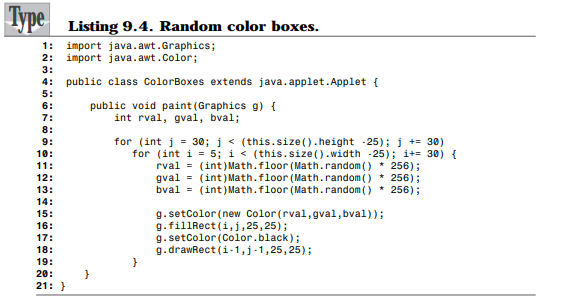 Type
Listing 9.4. Random color boxes.
1: import java.awt.Graphics;
2: import java.awt.Color;
3:
4: public class ColorBoxes extends java.applet.Applet {
5:
6:     public void paint(Graphics g) {
7:         int rval, gval, bval;
8:
9:         for (int j = 30; j < (this.size().height -25); j += 30)
10:            for (int i = 5; i < (this.size().width -25); i+= 30) {
11:                rval = (int)Math.floor(Math.random() * 256);
12:                gval = (int)Math.floor(Math.random() * 256);
13:                bval = (int)Math.floor(Math.random() * 256);
14:
15:                g.setColor(new Color(rval,gval,bval));
16:                g.fillRect(i,j,25,25);
17:                g.setColor(Color.black);
18:                g.drawRect(i-1,j-1,25,25);
19:            }
20:    }
21: }